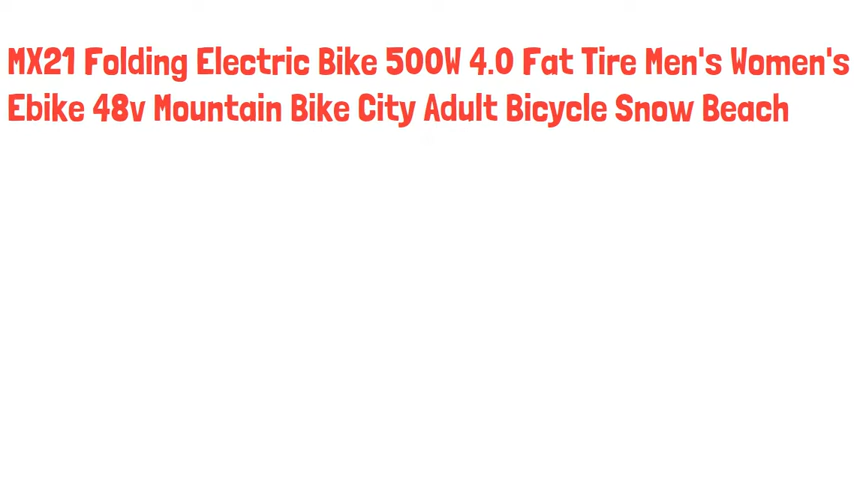 MX21 Folding Electric Bike 500W 4.0 Fat Tire Men's Women's
Ebike 48v Mountain Bike City Adult Bicycle Snow Beach